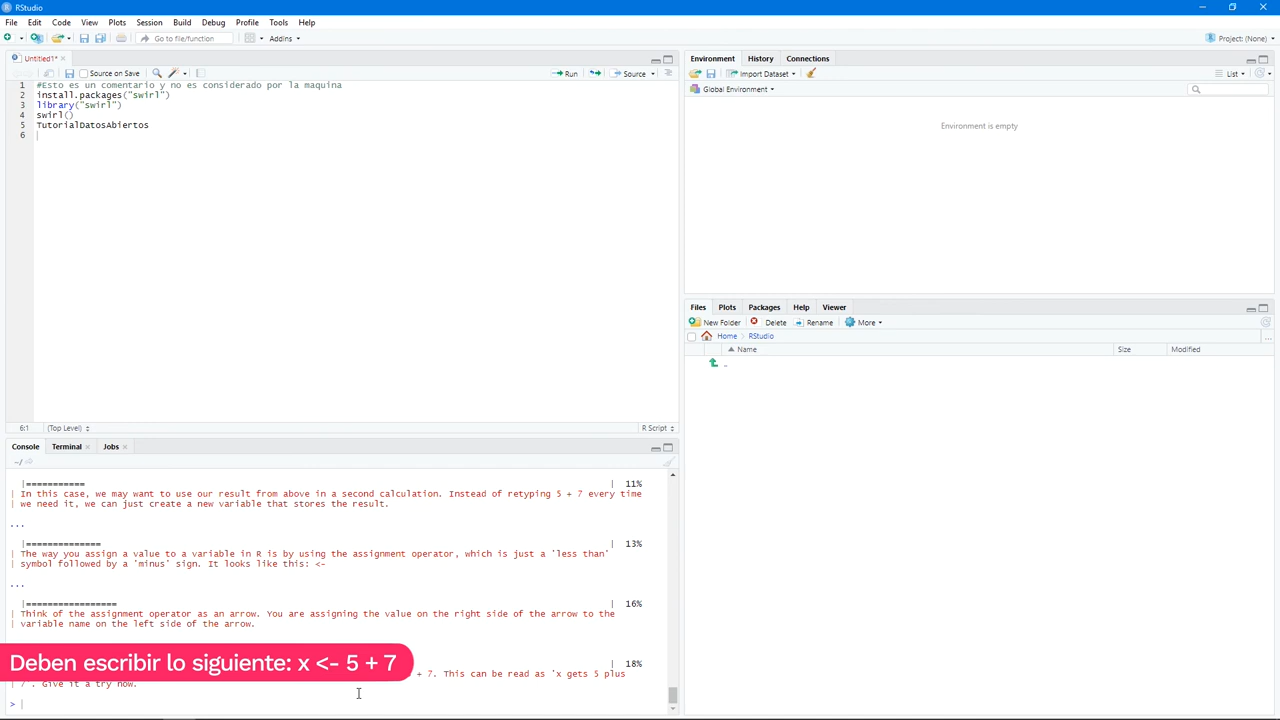 RStudio
File Edit Code View Plots Session Build Debug Profile Tools Help
Go to file/function Addins Project: (None)
Untitled1*
Source on Save Run Source
1 #Esto es un comentario y no es considerado por la maquina
2 install.packages("swirl")
3 library("swirl")
4 swirl()
5 TutorialDatosAbiertos
6
6:1 (Top Level) R Script
Console Terminal Jobs
~/
|=========== | 11%
| In this case, we may want to use our result from above in a second calculation. Instead of retyping 5 + 7 every time
| we need it, we can just create a new variable that stores the result.
...
|============== | 13%
| The way you assign a value to a variable in R is by using the assignment operator, which is just a 'less than'
| symbol followed by a 'minus' sign. It looks like this: <-
...
|================= | 16%
| Think of the assignment operator as an arrow. You are assigning the value on the right side of the arrow to the
| variable name on the left side of the arrow.
Deben escribir lo siguiente: x <- 5 + 7
| 18%
+ 7. This can be read as 'x gets 5 plus
| 7'. Give it a try now.
>
Environment History Connections
Import Dataset List
Global Environment
Environment is empty
Files Plots Packages Help Viewer
New Folder Delete Rename More
Home RStudio ...
Name Size Modified
..